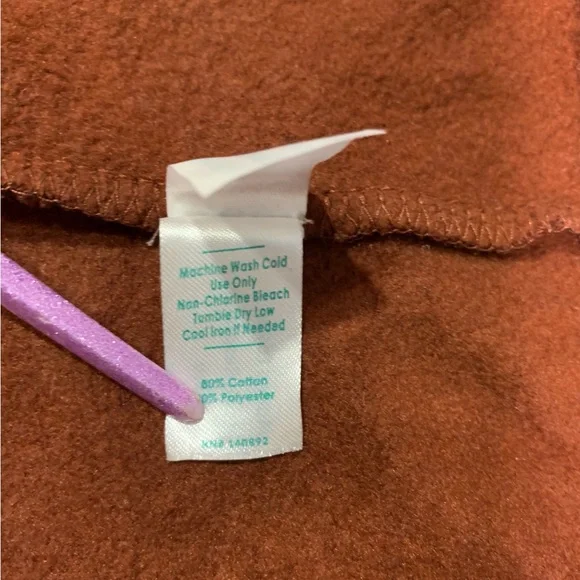 Machine Wash Cold
Use Only
Non-Chlorine Bleach
Tumble Dry Low
Cool Iron If Needed
80% Cotton
0% Polyester
RN# 140892